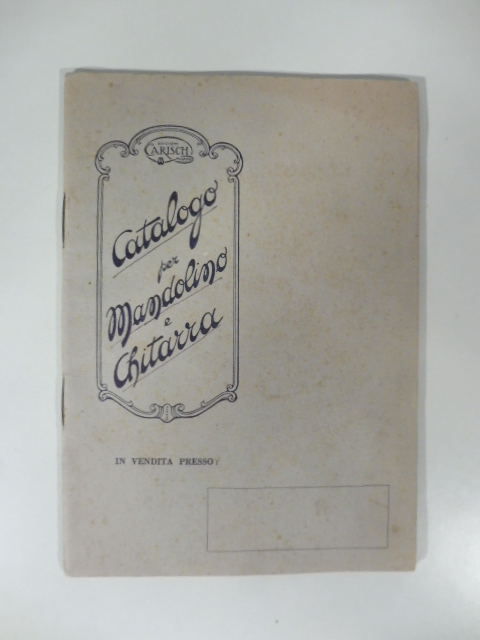 CARISCH
Catalogo
per
Mandolino
e
Chitarra
IN VENDITA PRESSO: